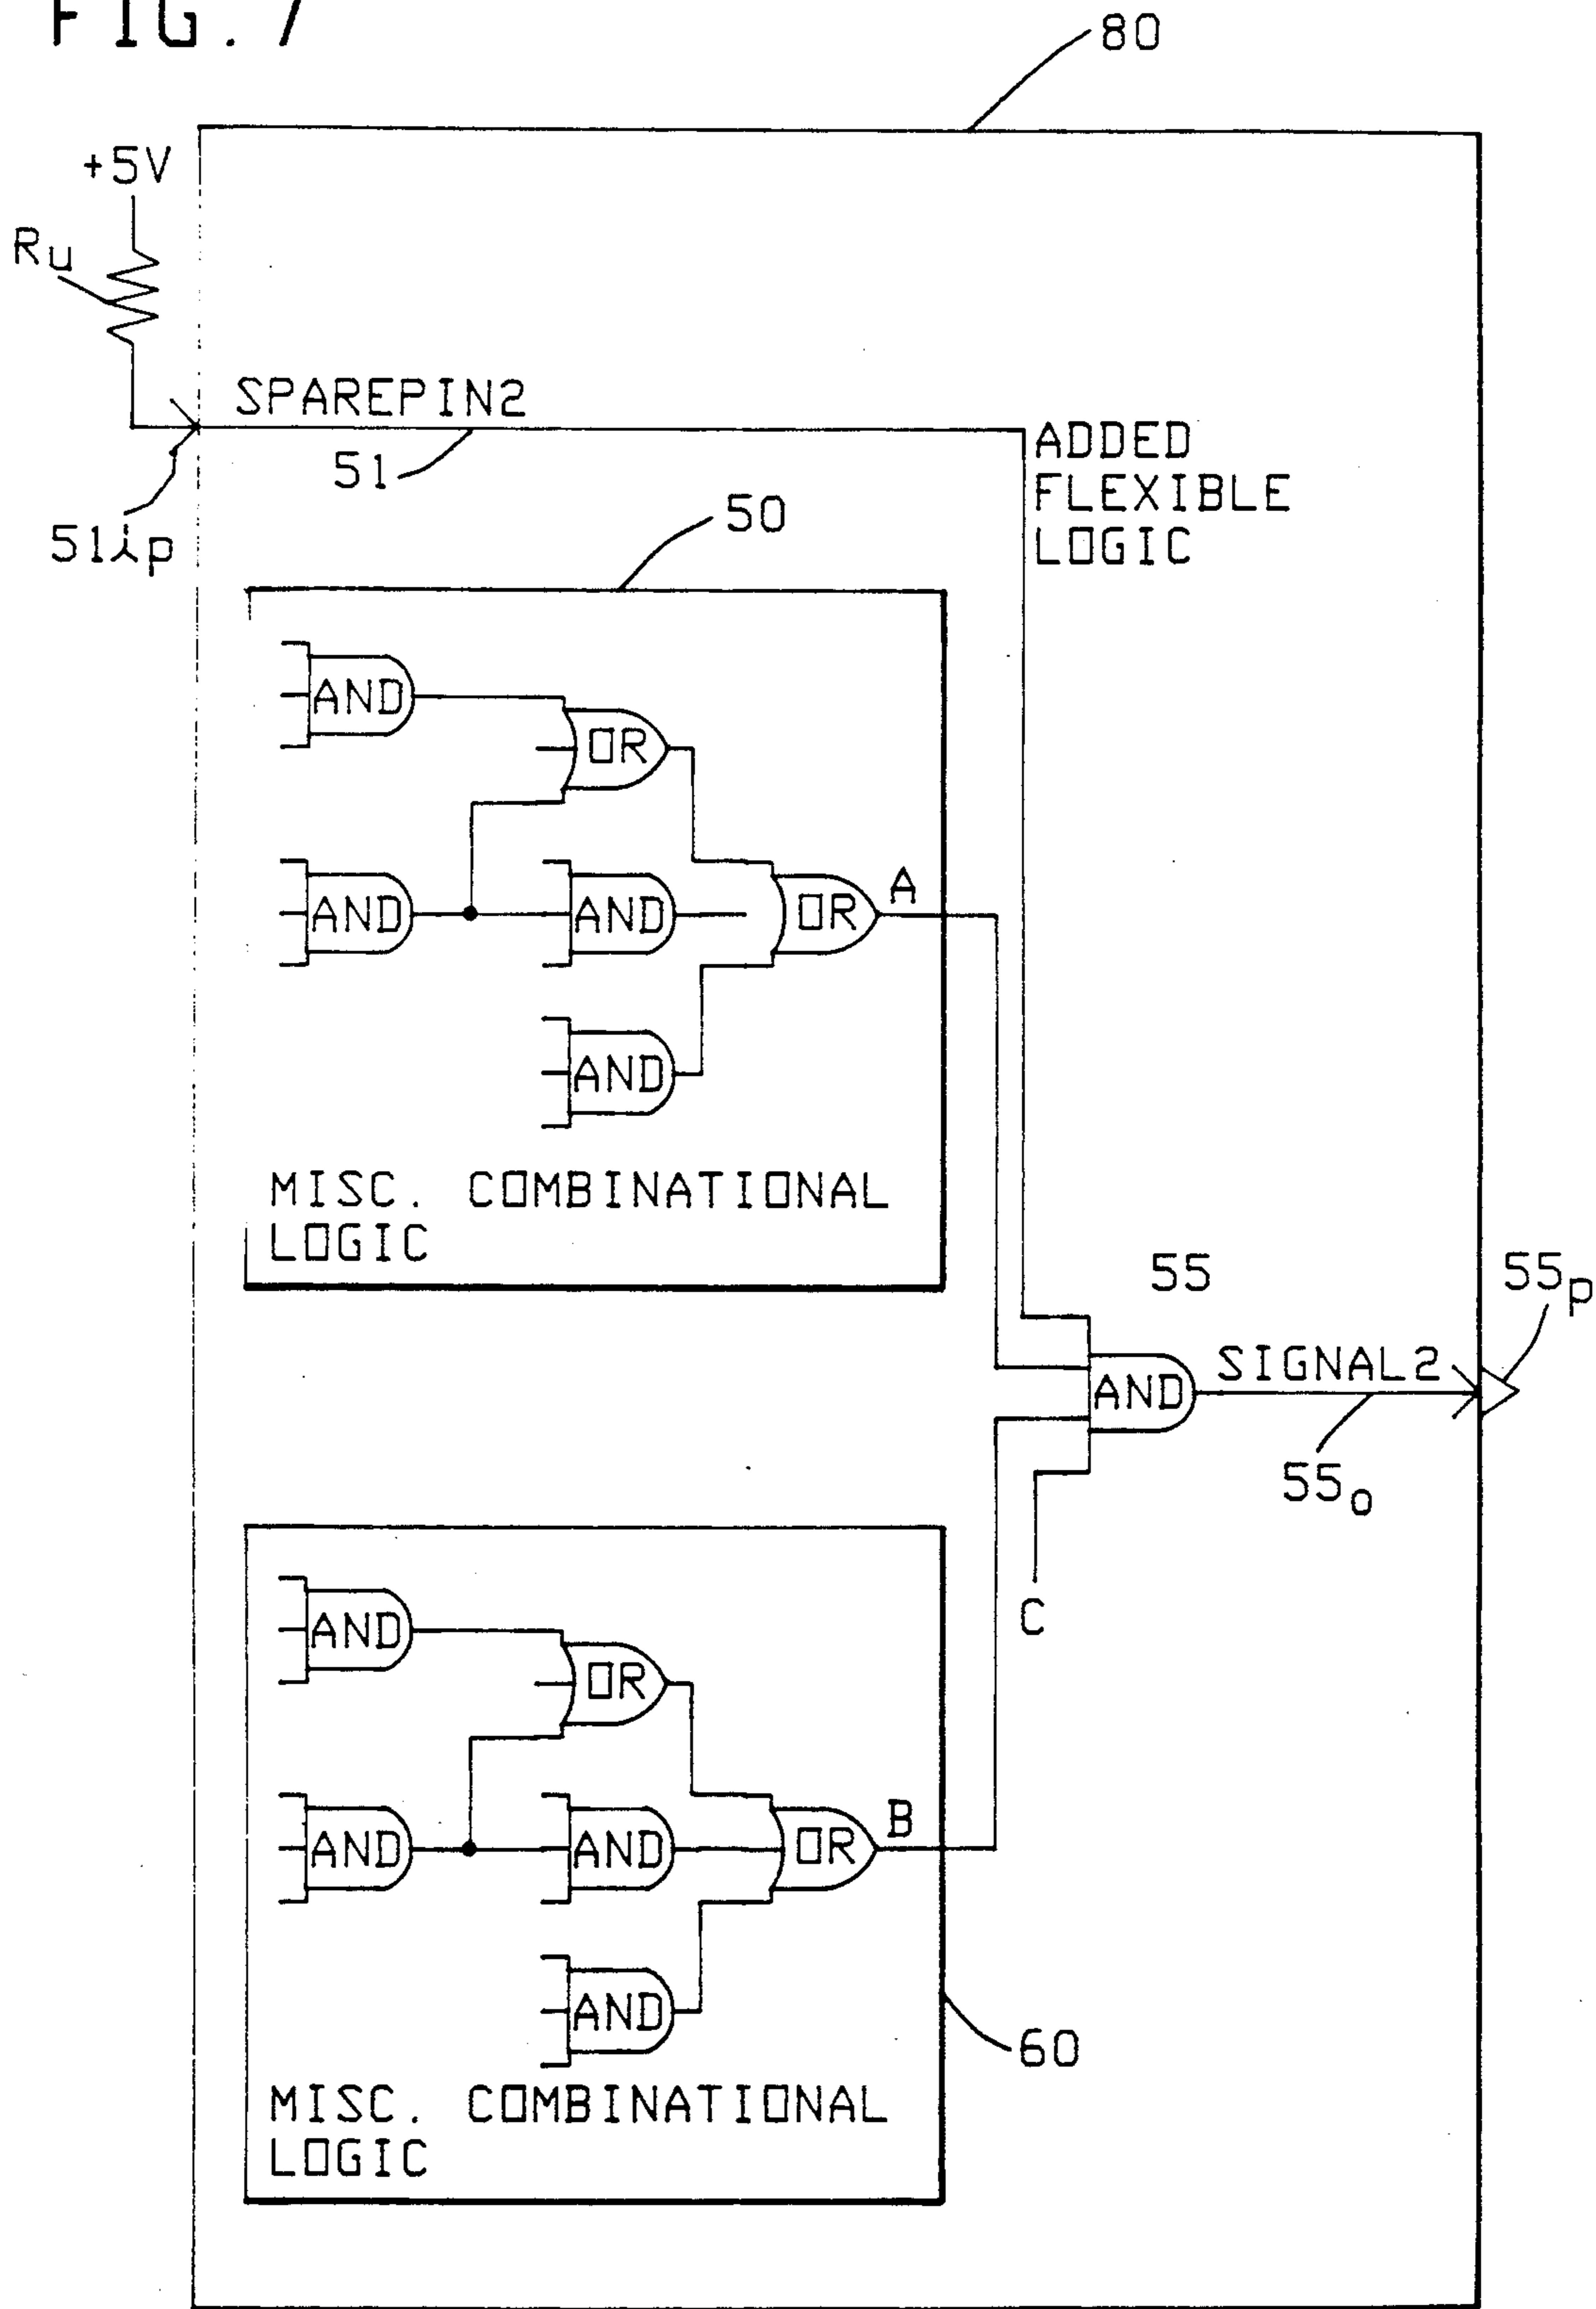 FIG. 7
80
+5V
Ru
SPAREPIN2
51
51ip
ADDED
FLEXIBLE
LOGIC
50
AND
OR
AND
AND
OR
A
AND
MISC. COMBINATIONAL
LOGIC
55
55p
SIGNAL2
AND
55o
C
AND
OR
AND
AND
OR
B
AND
60
MISC. COMBINATIONAL
LOGIC